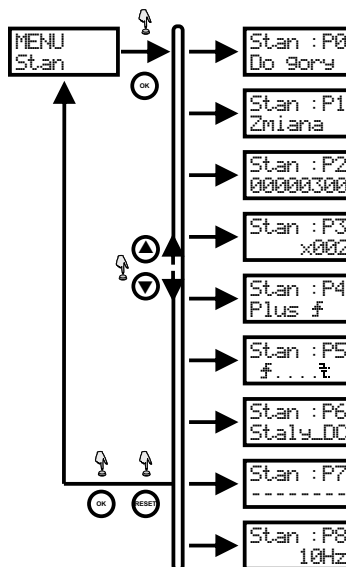 MENU
Stan
OK
Stan :P0
Do gory
Stan :P1
Zmiana
Stan :P2
00000300
Stan :P3
x002
Stan :P4
Plus ⨍
Stan :P5
⨍....
Stan :P6
Staly_DC
OK
RESET
Stan :P7
--------
Stan :P8
10Hz